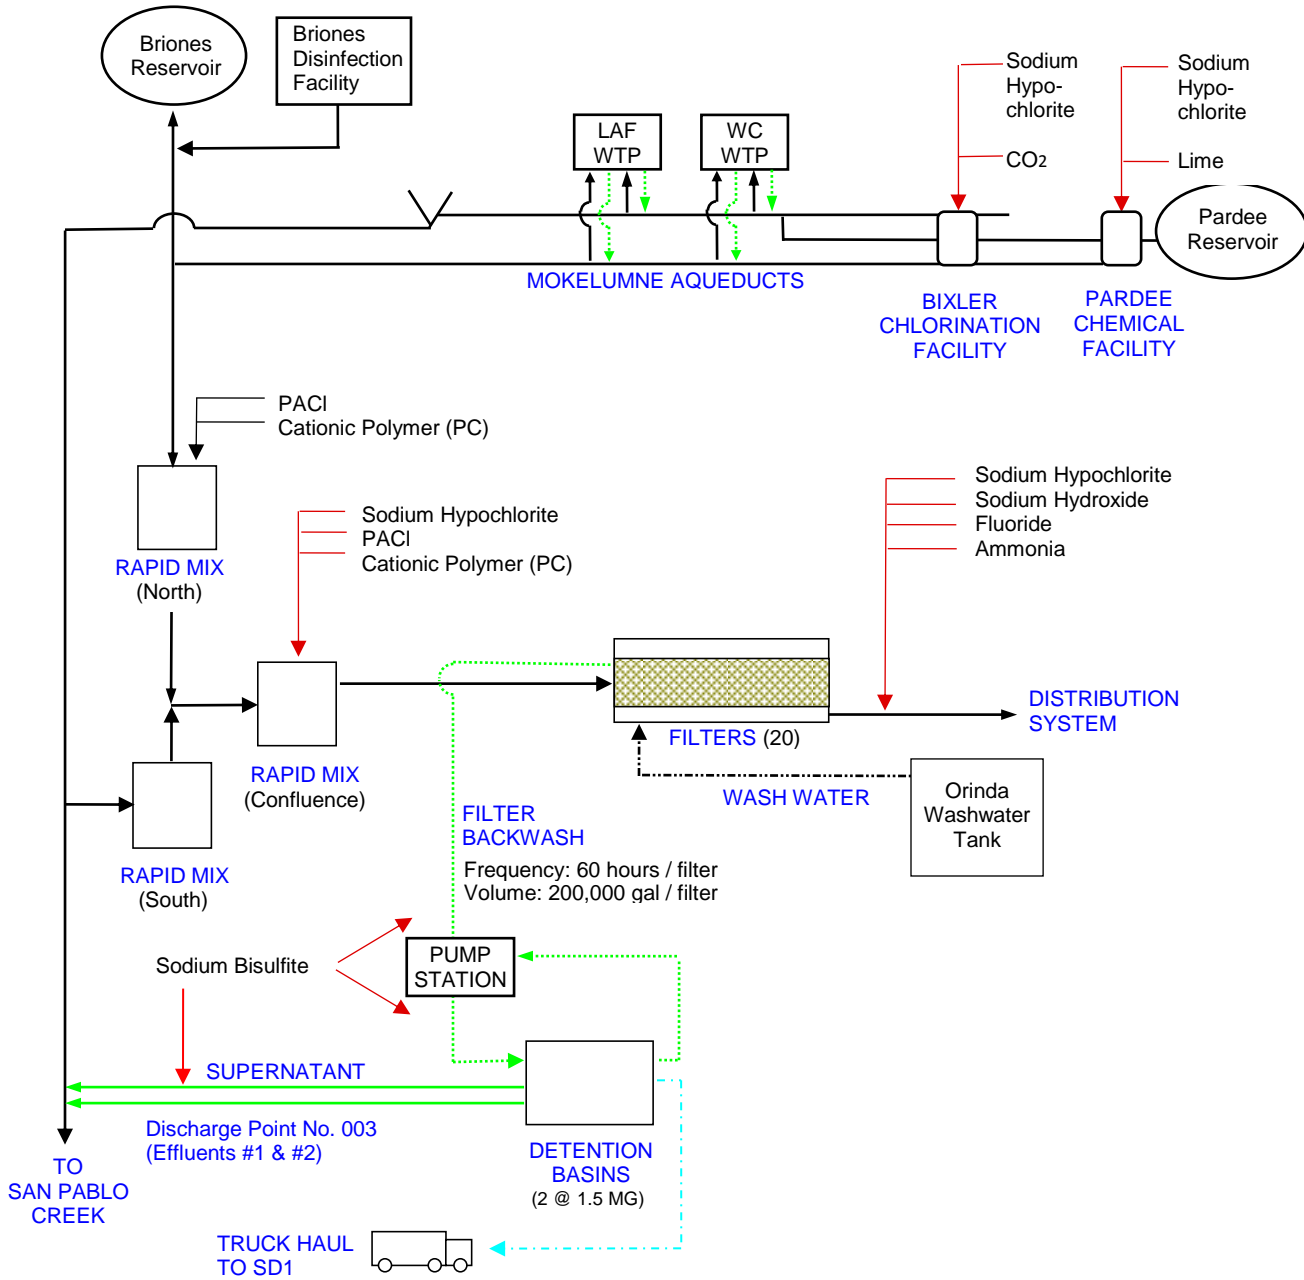 Briones
Reservoir
Briones
Disinfection
Facility
LAF
WTP
WC
WTP
Sodium
Hypo-
chlorite
CO2
Sodium
Hypo-
chlorite
Lime
Pardee
Reservoir
MOKELUMNE AQUEDUCTS
BIXLER
CHLORINATION
FACILITY
PARDEE
CHEMICAL
FACILITY
PACl
Cationic Polymer (PC)
RAPID MIX
(North)
Sodium Hypochlorite
PACl
Cationic Polymer (PC)
Sodium Hypochlorite
Sodium Hydroxide
Fluoride
Ammonia
RAPID MIX
(Confluence)
FILTERS (20)
DISTRIBUTION
SYSTEM
WASH WATER
Orinda
Washwater
Tank
RAPID MIX
(South)
FILTER
BACKWASH
Frequency: 60 hours / filter
Volume: 200,000 gal / filter
Sodium Bisulfite
PUMP
STATION
SUPERNATANT
Discharge Point No. 003
(Effluents #1 & #2)
DETENTION
BASINS
(2 @ 1.5 MG)
TO
SAN PABLO
CREEK
TRUCK HAUL
TO SD1